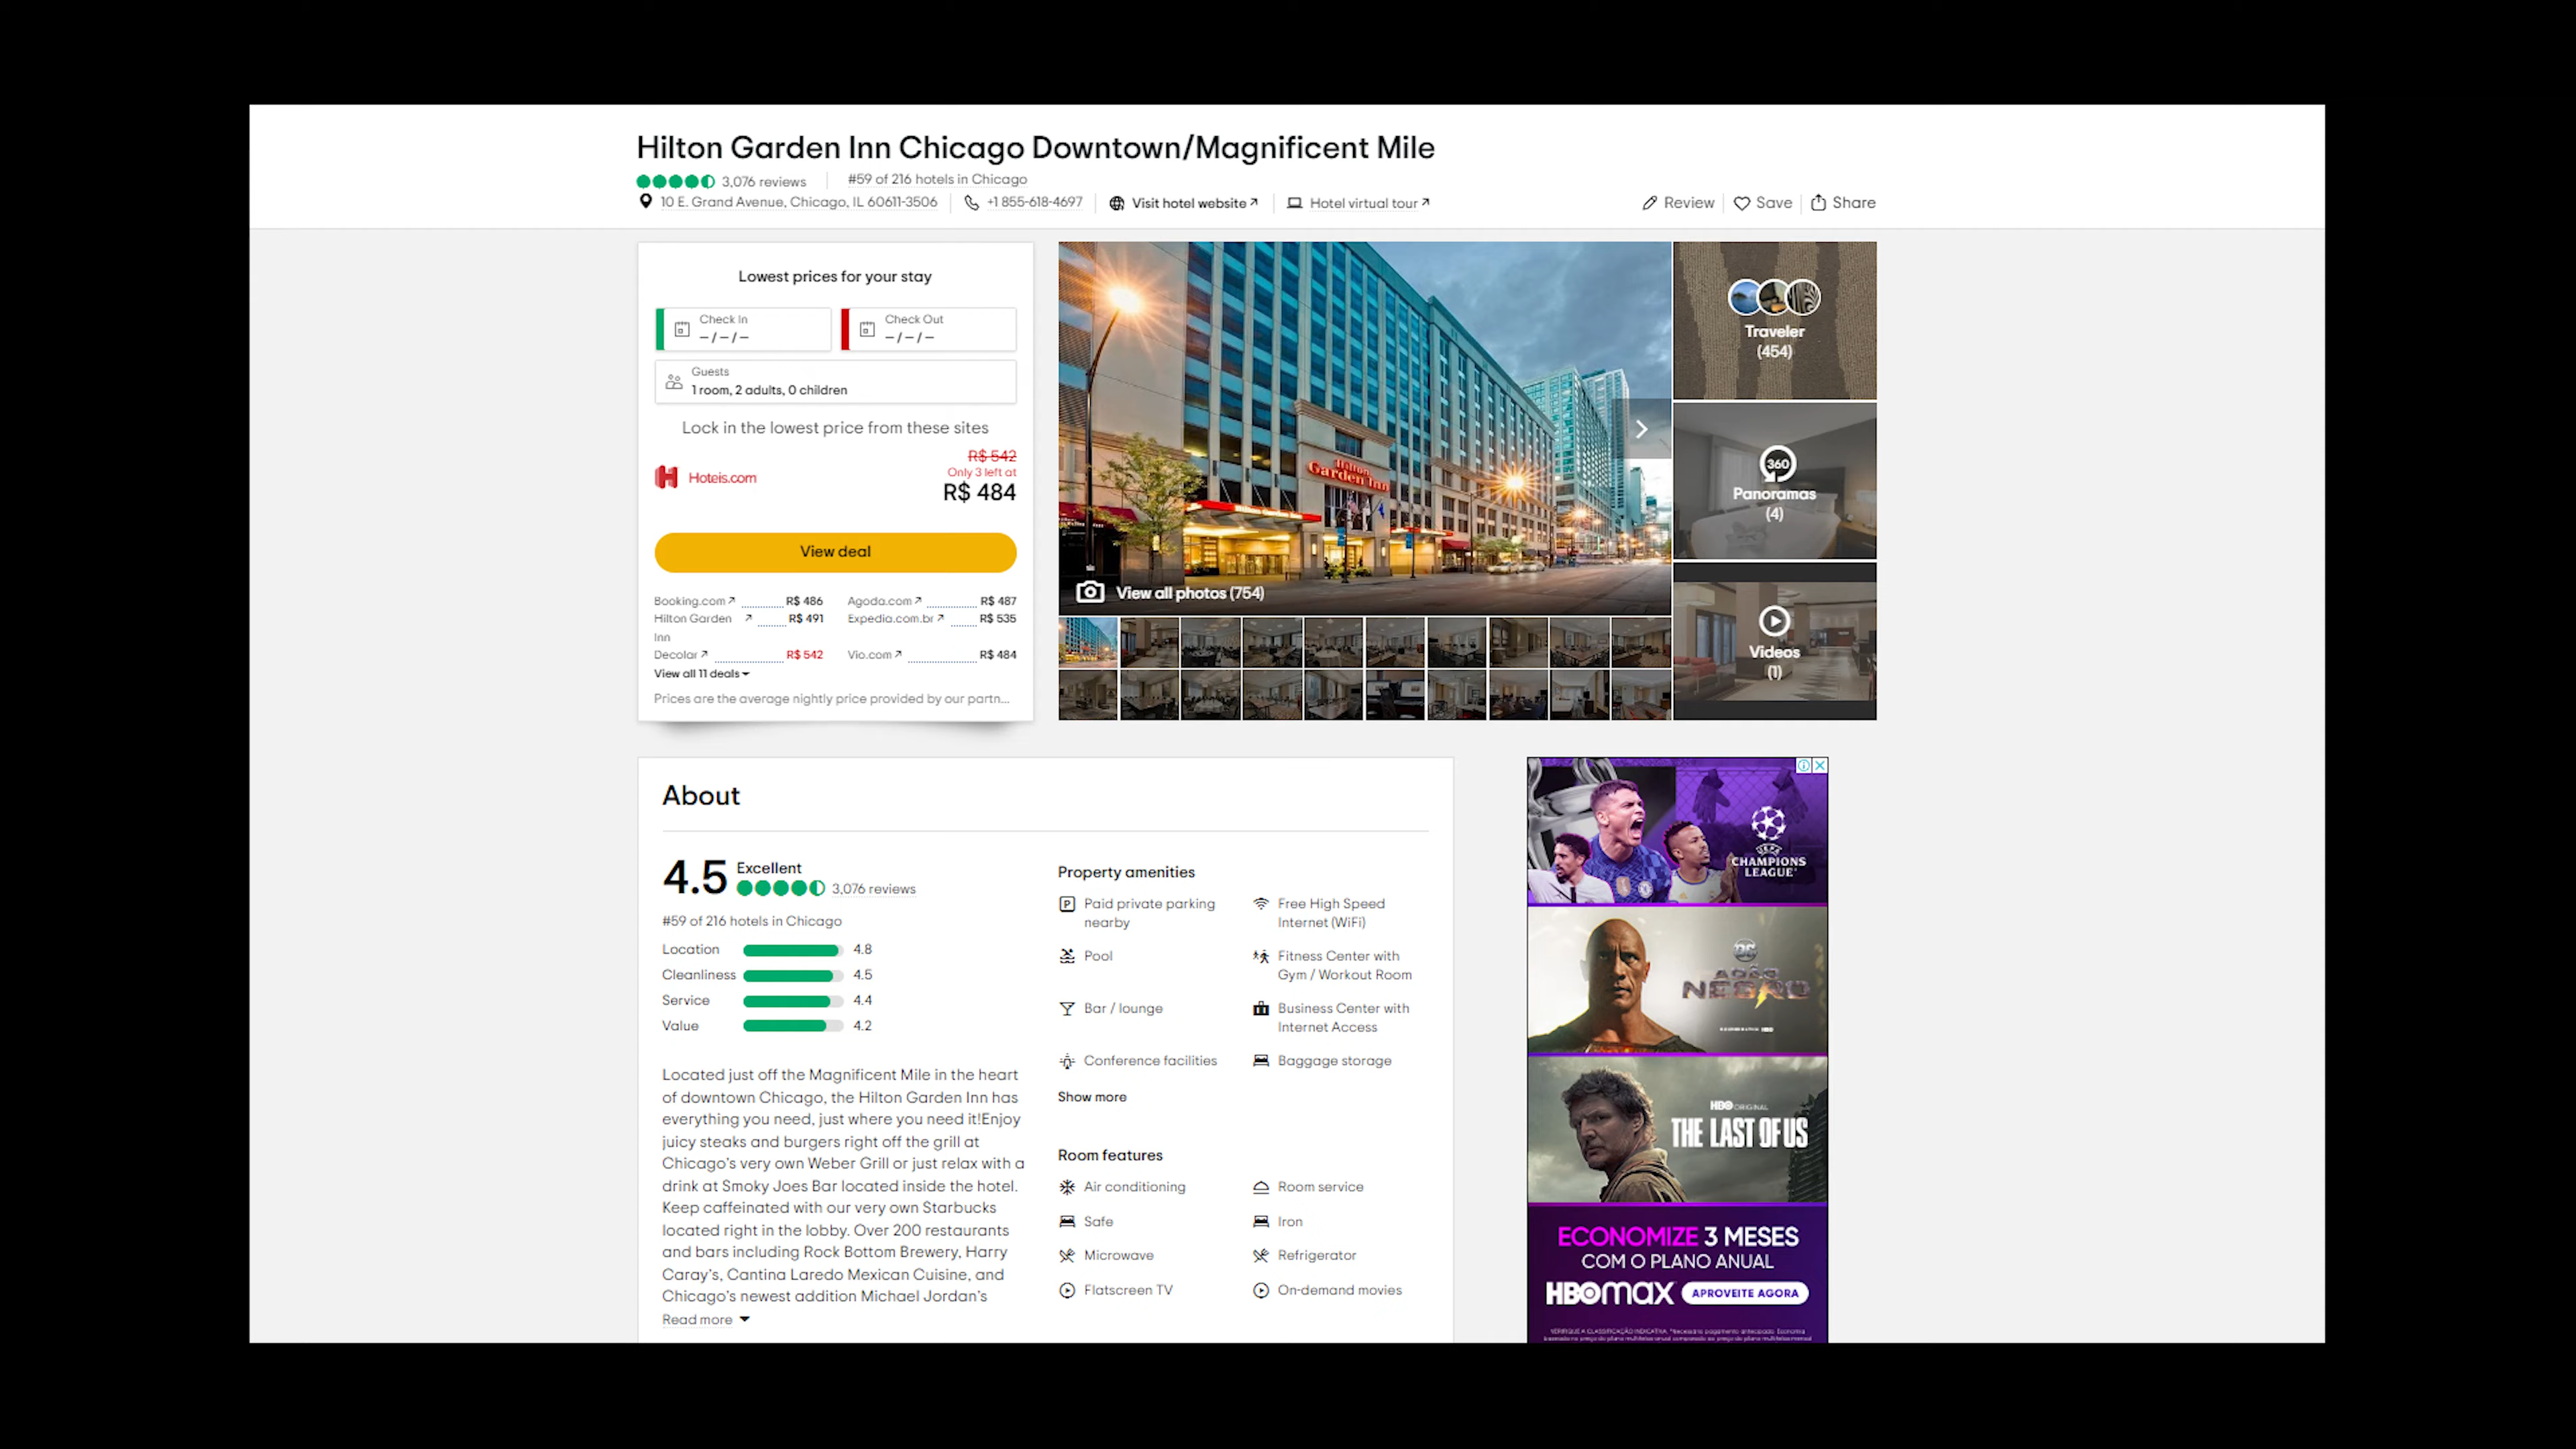 Hilton Garden Inn Chicago Downtown/Magnificent Mile
3,076 reviews
#59 of 216 hotels in Chicago
10 E. Grand Avenue, Chicago, IL 60611-3506
+1 855-618-4697
Visit hotel website
Hotel virtual tour
Review
Save
Share
Lowest prices for your stay
Check In
– / – / –
Check Out
– / – / –
Guests
1 room, 2 adults, 0 children
Lock in the lowest price from these sites
Hoteis.com
R$ 542
Only 3 left at
R$ 484
View deal
Booking.com R$ 486
Agoda.com R$ 487
Hilton Garden Inn R$ 491
Expedia.com.br R$ 535
Decolar R$ 542
Vio.com R$ 484
View all 11 deals
Prices are the average nightly price provided by our partn...
Hilton
Garden Inn
View all photos (754)
Traveler
(454)
360
Panoramas
(4)
Videos
(1)
About
4.5
Excellent
3,076 reviews
#59 of 216 hotels in Chicago
Location 4.8
Cleanliness 4.5
Service 4.4
Value 4.2
Located just off the Magnificent Mile in the heart
of downtown Chicago, the Hilton Garden Inn has
everything you need, just where you need it!Enjoy
juicy steaks and burgers right off the grill at
Chicago's very own Weber Grill or just relax with a
drink at Smoky Joes Bar located inside the hotel.
Keep caffeinated with our very own Starbucks
located right in the lobby. Over 200 restaurants
and bars including Rock Bottom Brewery, Harry
Caray's, Cantina Laredo Mexican Cuisine, and
Chicago's newest addition Michael Jordan's
Read more
Property amenities
Paid private parking
nearby
Free High Speed
Internet (WiFi)
Pool
Fitness Center with
Gym / Workout Room
Bar / lounge
Business Center with
Internet Access
Conference facilities
Baggage storage
Show more
Room features
Air conditioning
Room service
Safe
Iron
Microwave
Refrigerator
Flatscreen TV
On-demand movies
UEFA
CHAMPIONS
LEAGUE
DC
ADÃO
NEGRO
HBO ORIGINAL
THE LAST OF US
ECONOMIZE 3 MESES
COM O PLANO ANUAL
HBOMAX
APROVEITE AGORA